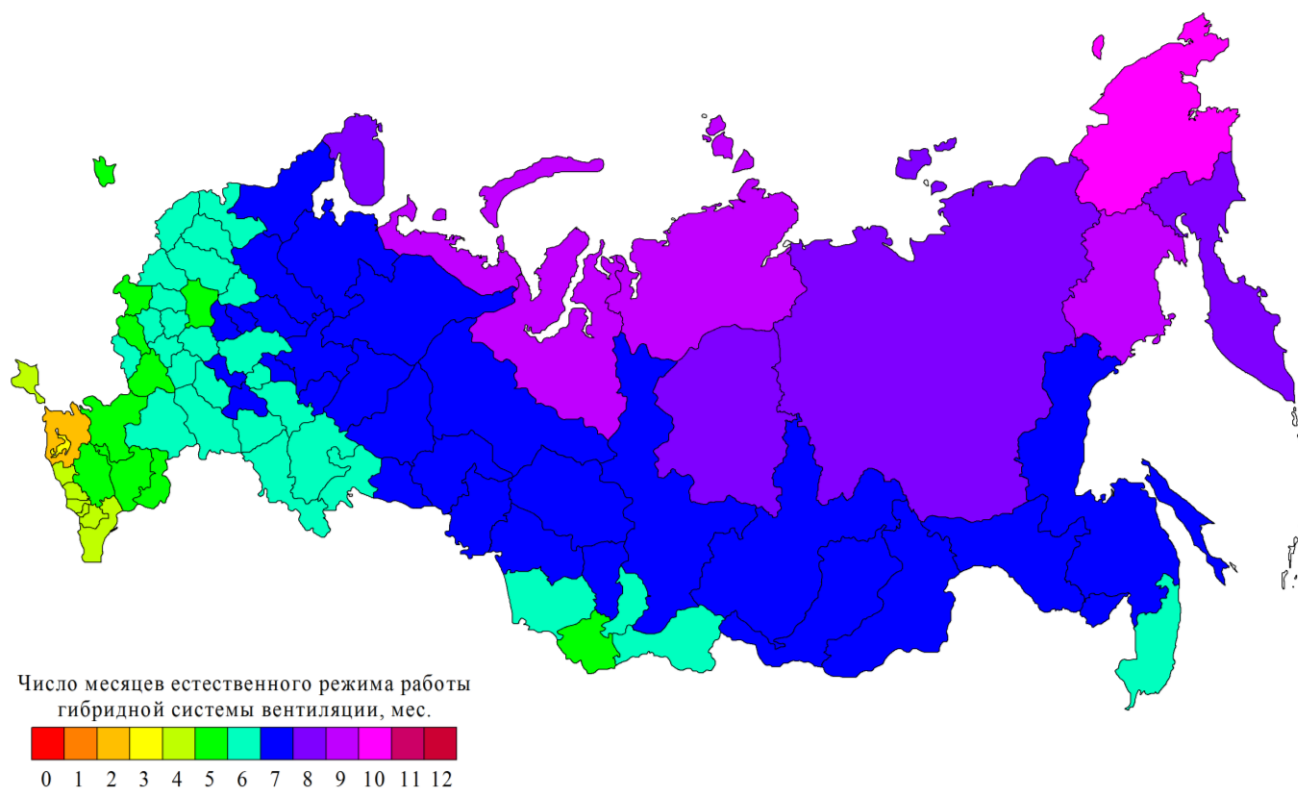 Число месяцев естественного режима работы
гибридной системы вентиляции, мес.
0 1 2 3 4 5 6 7 8 9 10 11 12